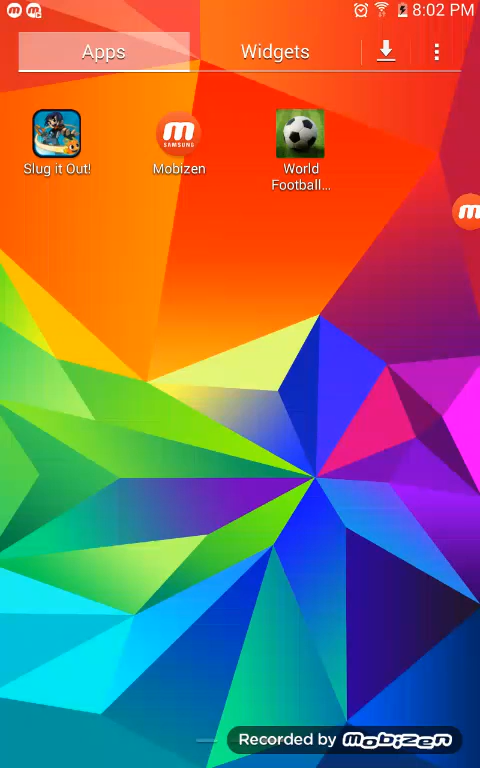 8:02 PM
Apps
Widgets
Slug it Out!
SAMSUNG
Mobizen
World
Football...
Recorded by mobizen